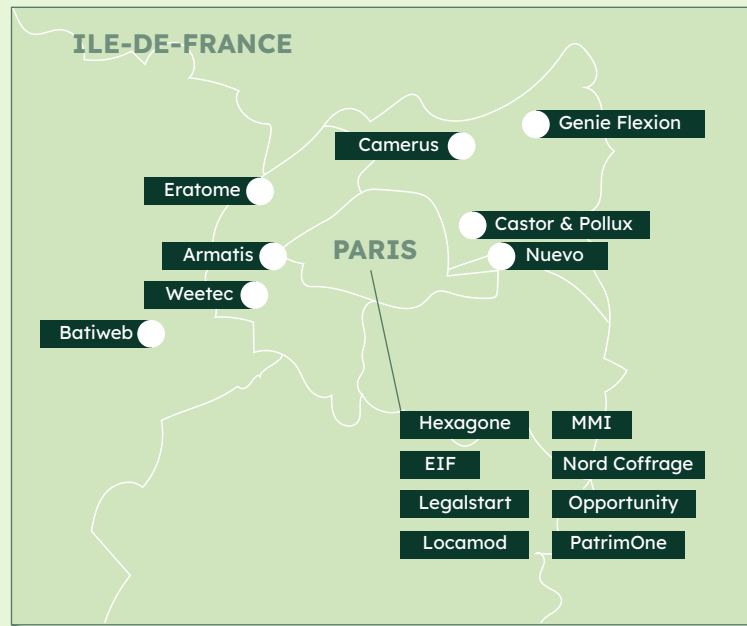 ILE-DE-FRANCE
Genie Flexion
Camerus
Eratome
Castor & Pollux
Armatis
PARIS
Nuevo
Weetec
Batiweb
Hexagone
MMI
EIF
Nord Coffrage
Legalstart
Opportunity
Locamod
PatrimOne